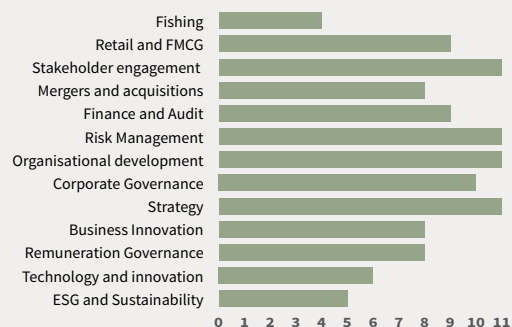 Fishing
Retail and FMCG
Stakeholder engagement
Mergers and acquisitions
Finance and Audit
Risk Management
Organisational development
Corporate Governance
Strategy
Business Innovation
Remuneration Governance
Technology and innovation
ESG and Sustainability
0 1 2 3 4 5 6 7 8 9 10 11